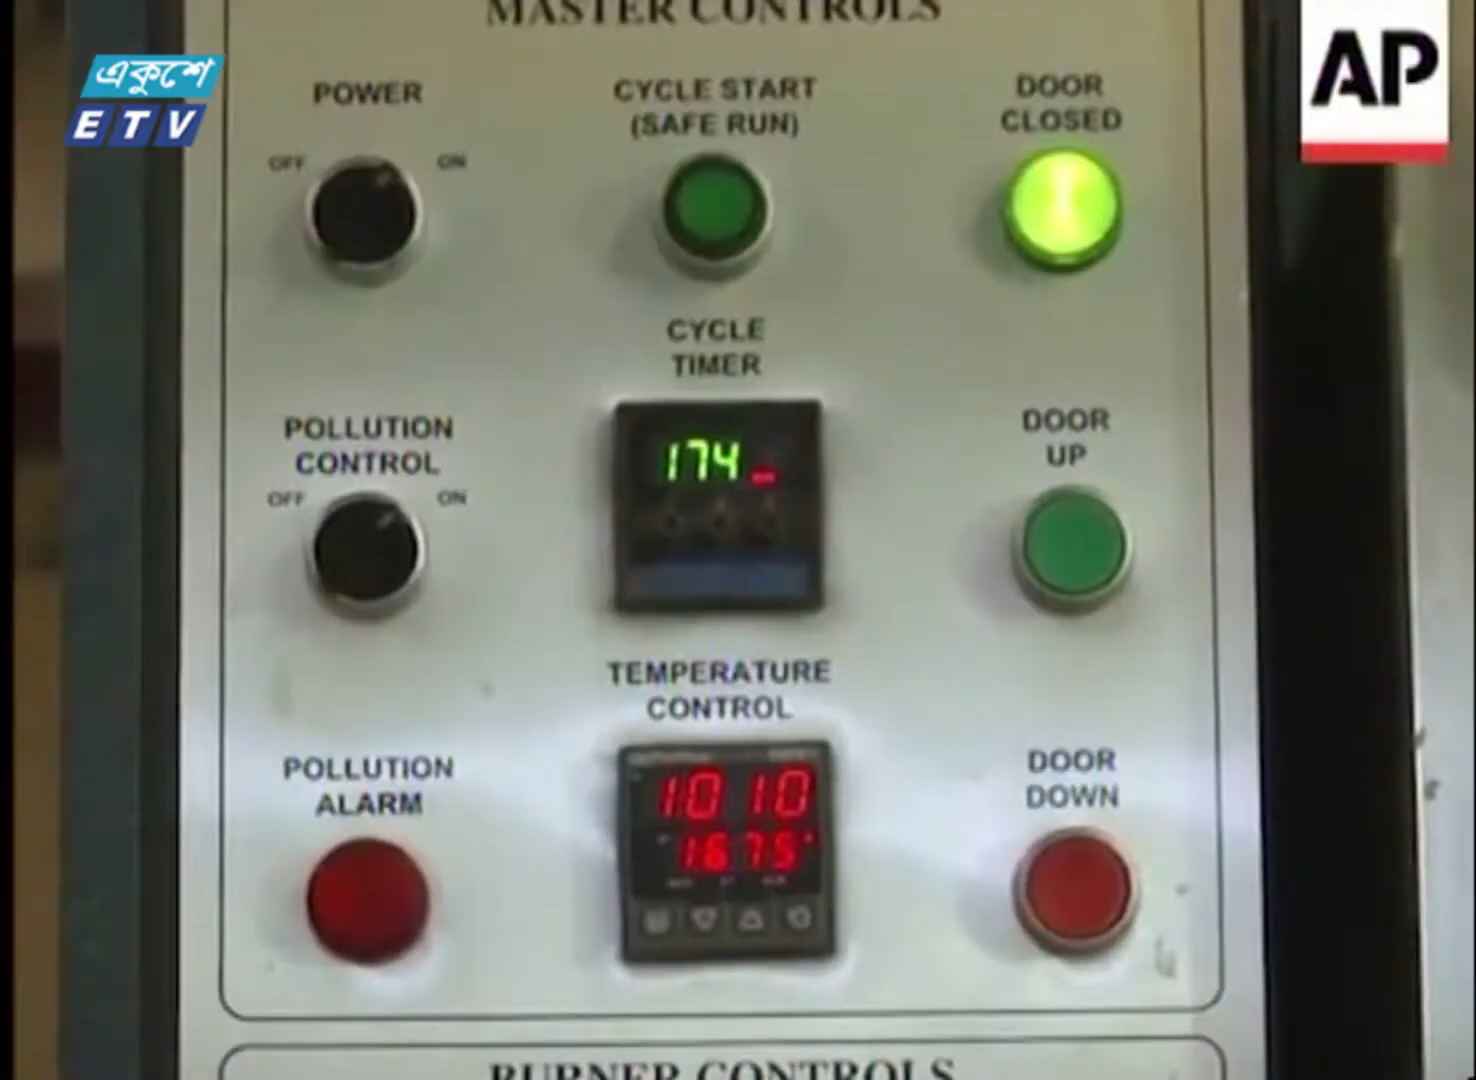 MASTER CONTROLS
একুশে
ETV
AP
POWER
OFF ON
CYCLE START
(SAFE RUN)
DOOR
CLOSED
CYCLE
TIMER
174
POLLUTION
CONTROL
OFF ON
DOOR
UP
TEMPERATURE
CONTROL
1010
1675
POLLUTION
ALARM
DOOR
DOWN
BURNER CONTROLS